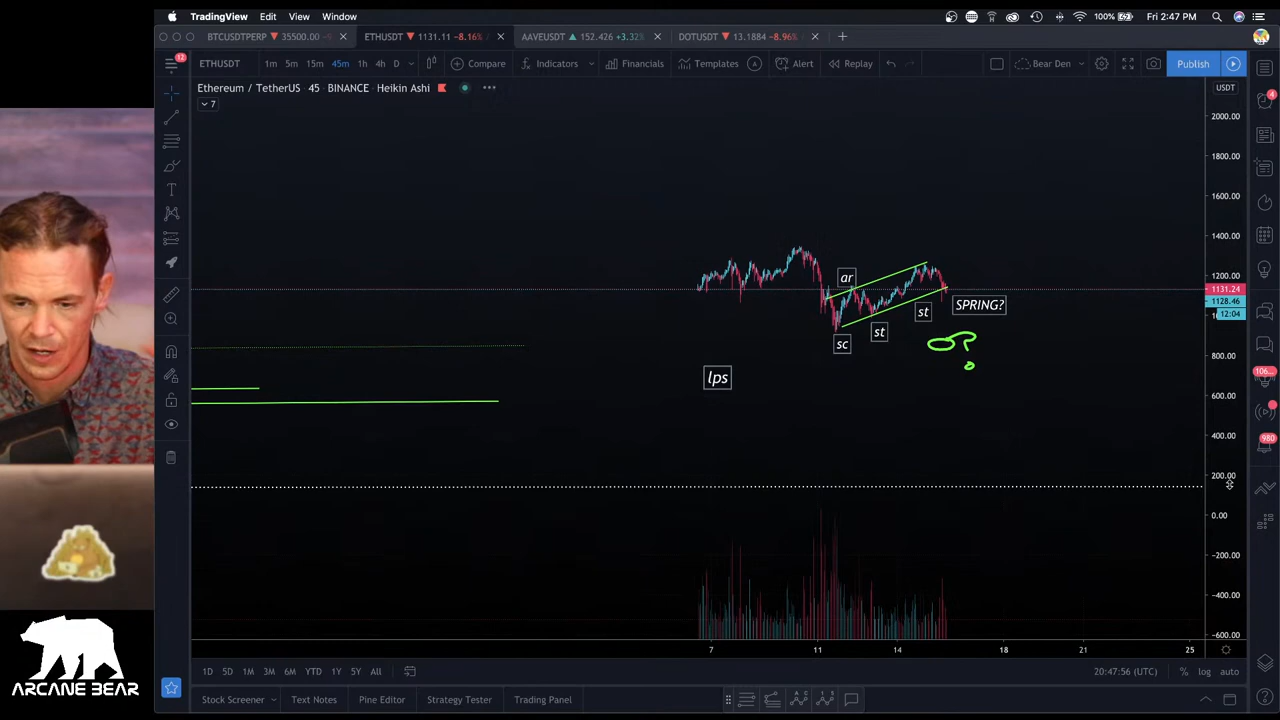 TradingView Edit View Window 100% Fri 2:47 PM
BTCUSDTPERP ▼ 35500.00 ETHUSDT ▼ 1131.11 −8.16% AAVEUSDT ▲ 152.426 +3.32% DOTUSDT ▼ 13.1884 −8.96%
12 ETHUSDT 1m 5m 15m 45m 1h 4h D Compare Indicators Financials Templates Alert Replay Bear Den Publish
Ethereum / TetherUS 45 BINANCE Heikin Ashi USDT
7
4
2000.00
1800.00
1600.00
1400.00
1200.00
ar
1131.24
SPRING?
1128.46
st
12:04
st
sc
800.00
lps
600.00
400.00
980
200.00
0.00
−200.00
−400.00
−600.00
7 11 14 18 21 25
1D 5D 1M 3M 6M YTD 1Y 5Y All 20:47:56 (UTC) % log auto
ARCANE BEAR
Stock Screener Text Notes Pine Editor Strategy Tester Trading Panel